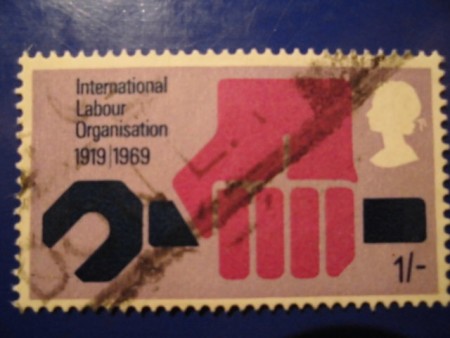 International
Labour
Organisation
1919|1969
1/-